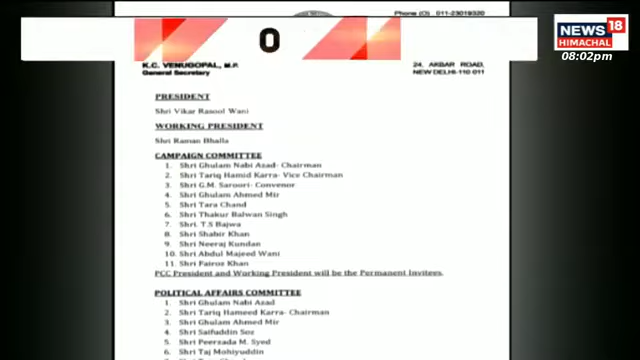 Phone (O) . 011-23019320
NEWS 18
HIMACHAL
08:02pm
O
K.C. VENUGOPAL, M.P.
General Secretary
24, AKBAR ROAD,
NEW DELHI-110 011
PRESIDENT
Shri Vikar Rasool Wani
WORKING PRESIDENT
Shri Raman Bhalla
CAMPAIGN COMMITTEE
1. Shri Ghulam Nabi Azad- Chairman
2. Shri Tariq Hamid Karra- Vice Chairman
3. Shri G.M. Saroori- Convenor
4. Shri Ghulam Ahmed Mir
5. Shri Tara Chand
6. Shri Thakur Balwan Singh
7. Shri. T.S Bajwa
8. Shri Shabir Khan
9. Shri Neeraj Kundan
10. Shri Abdul Majeed Wani
11. Shri Fairoz Khan
PCC President and Working President will be the Permanent Invitees.
POLITICAL AFFAIRS COMMITTEE
1. Shri Ghulam Nabi Azad
2. Shri Tariq Hameed Karra- Chairman
3. Shri Ghulam Ahmed Mir
4. Shri Saifuddin Soz
5. Shri Peerzada M. Syed
6. Shri Taj Mohiyuddin